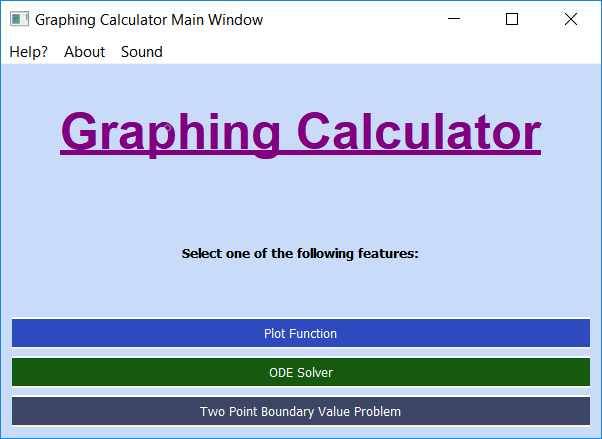 Graphing Calculator Main Window
Help? About Sound
Graphing Calculator
Select one of the following features:
Plot Function
ODE Solver
Two Point Boundary Value Problem